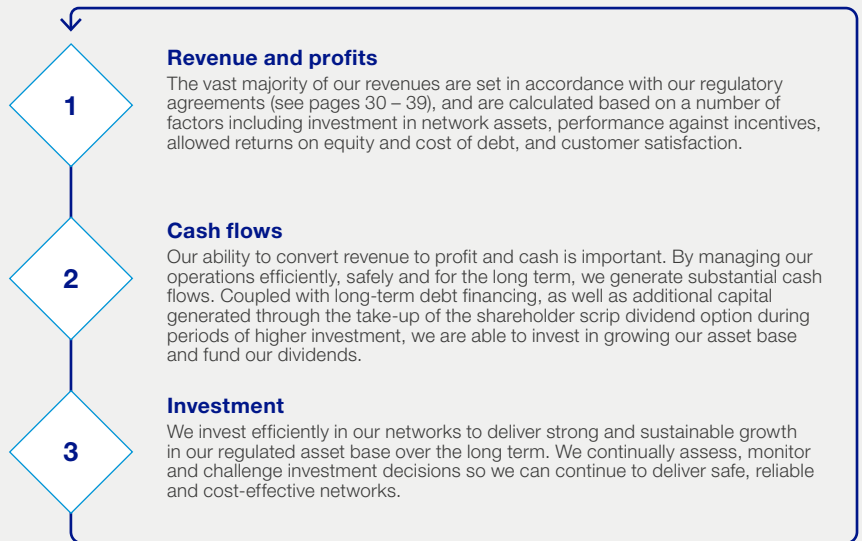 1
Revenue and profits
The vast majority of our revenues are set in accordance with our regulatory
agreements (see pages 30 – 39), and are calculated based on a number of
factors including investment in network assets, performance against incentives,
allowed returns on equity and cost of debt, and customer satisfaction.
2
Cash flows
Our ability to convert revenue to profit and cash is important. By managing our
operations efficiently, safely and for the long term, we generate substantial cash
flows. Coupled with long-term debt financing, as well as additional capital
generated through the take-up of the shareholder scrip dividend option during
periods of higher investment, we are able to invest in growing our asset base
and fund our dividends.
3
Investment
We invest efficiently in our networks to deliver strong and sustainable growth
in our regulated asset base over the long term. We continually assess, monitor
and challenge investment decisions so we can continue to deliver safe, reliable
and cost-effective networks.